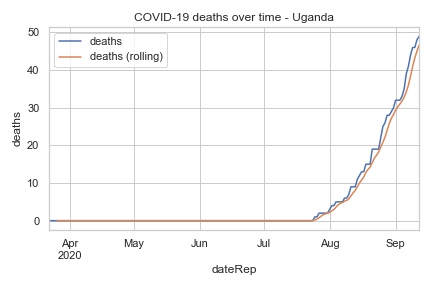 COVID-19 deaths over time - Uganda
deaths
deaths (rolling)
50
40
30
20
10
0
deaths
Apr May Jun Jul Aug Sep
2020
dateRep